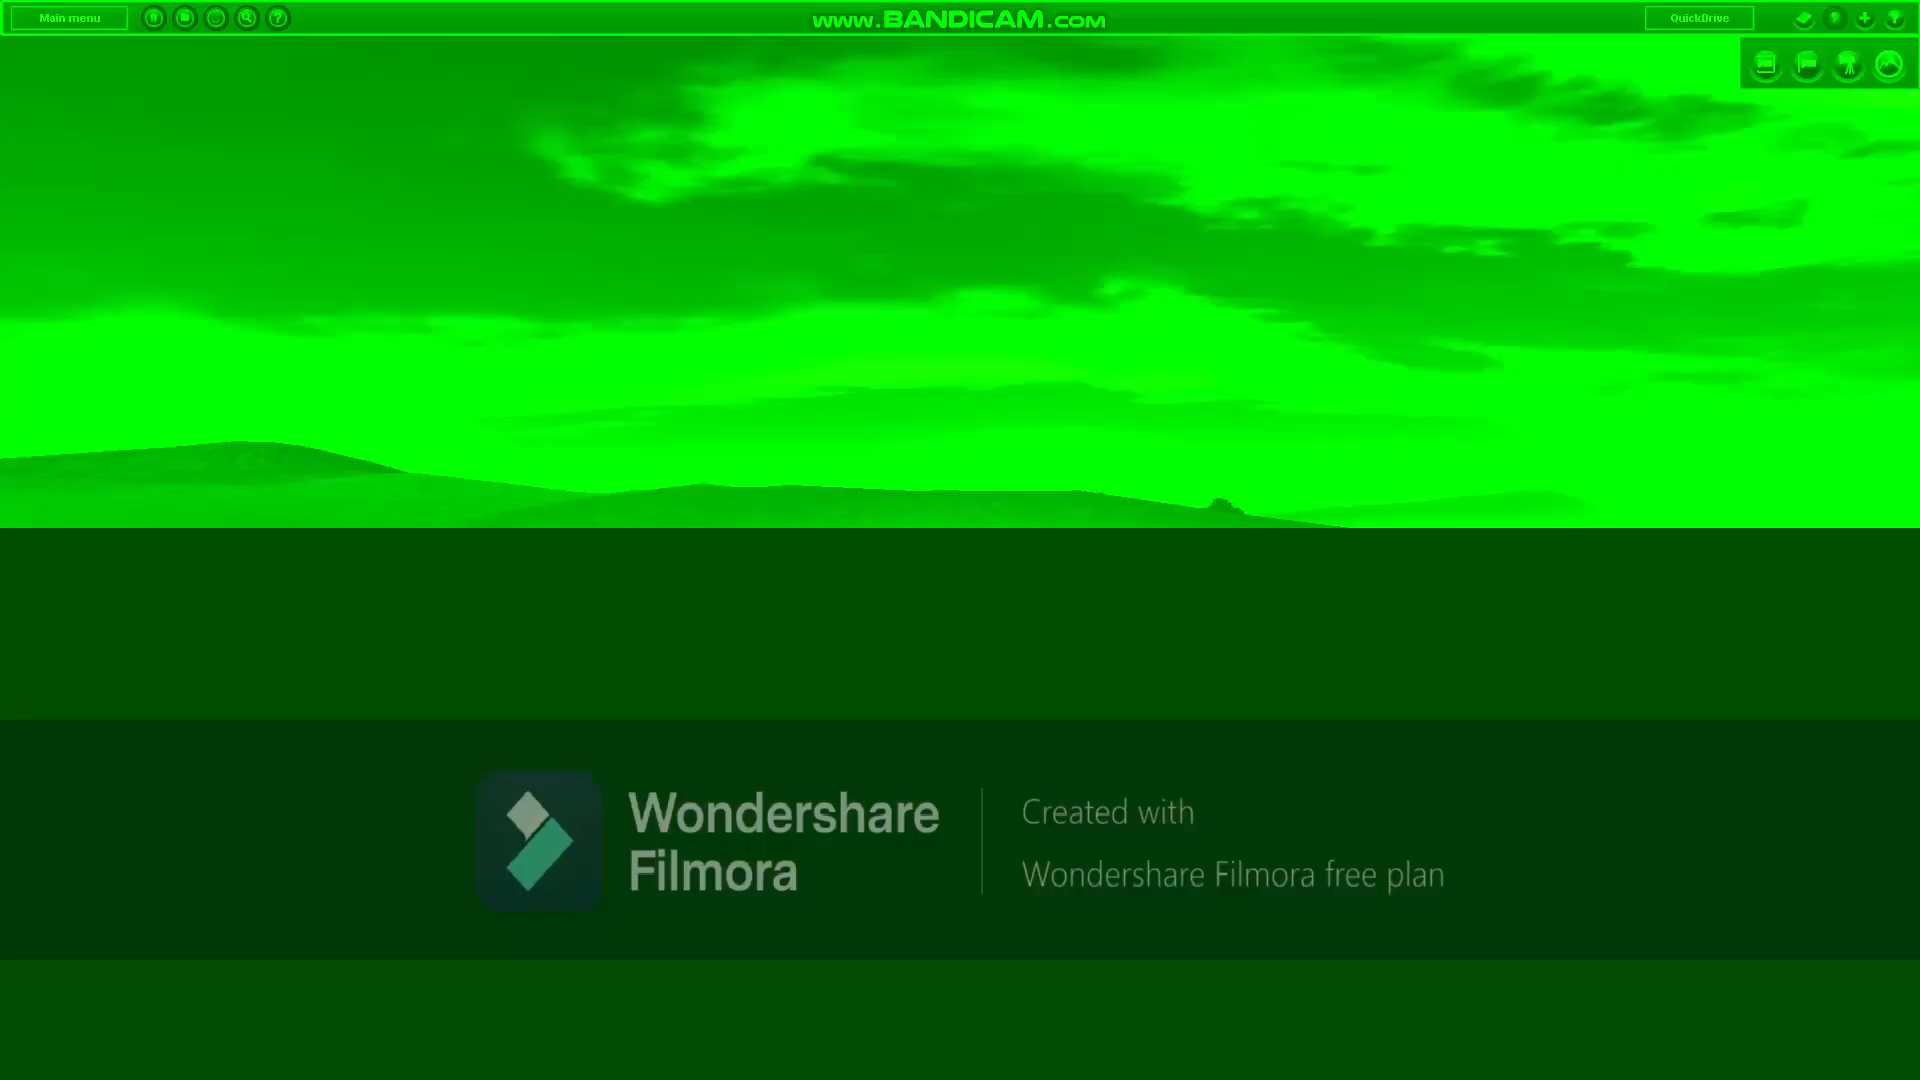 Main menu
www.BANDICAM.com
QuickDrive
Wondershare
Filmora
Created with
Wondershare Filmora free plan